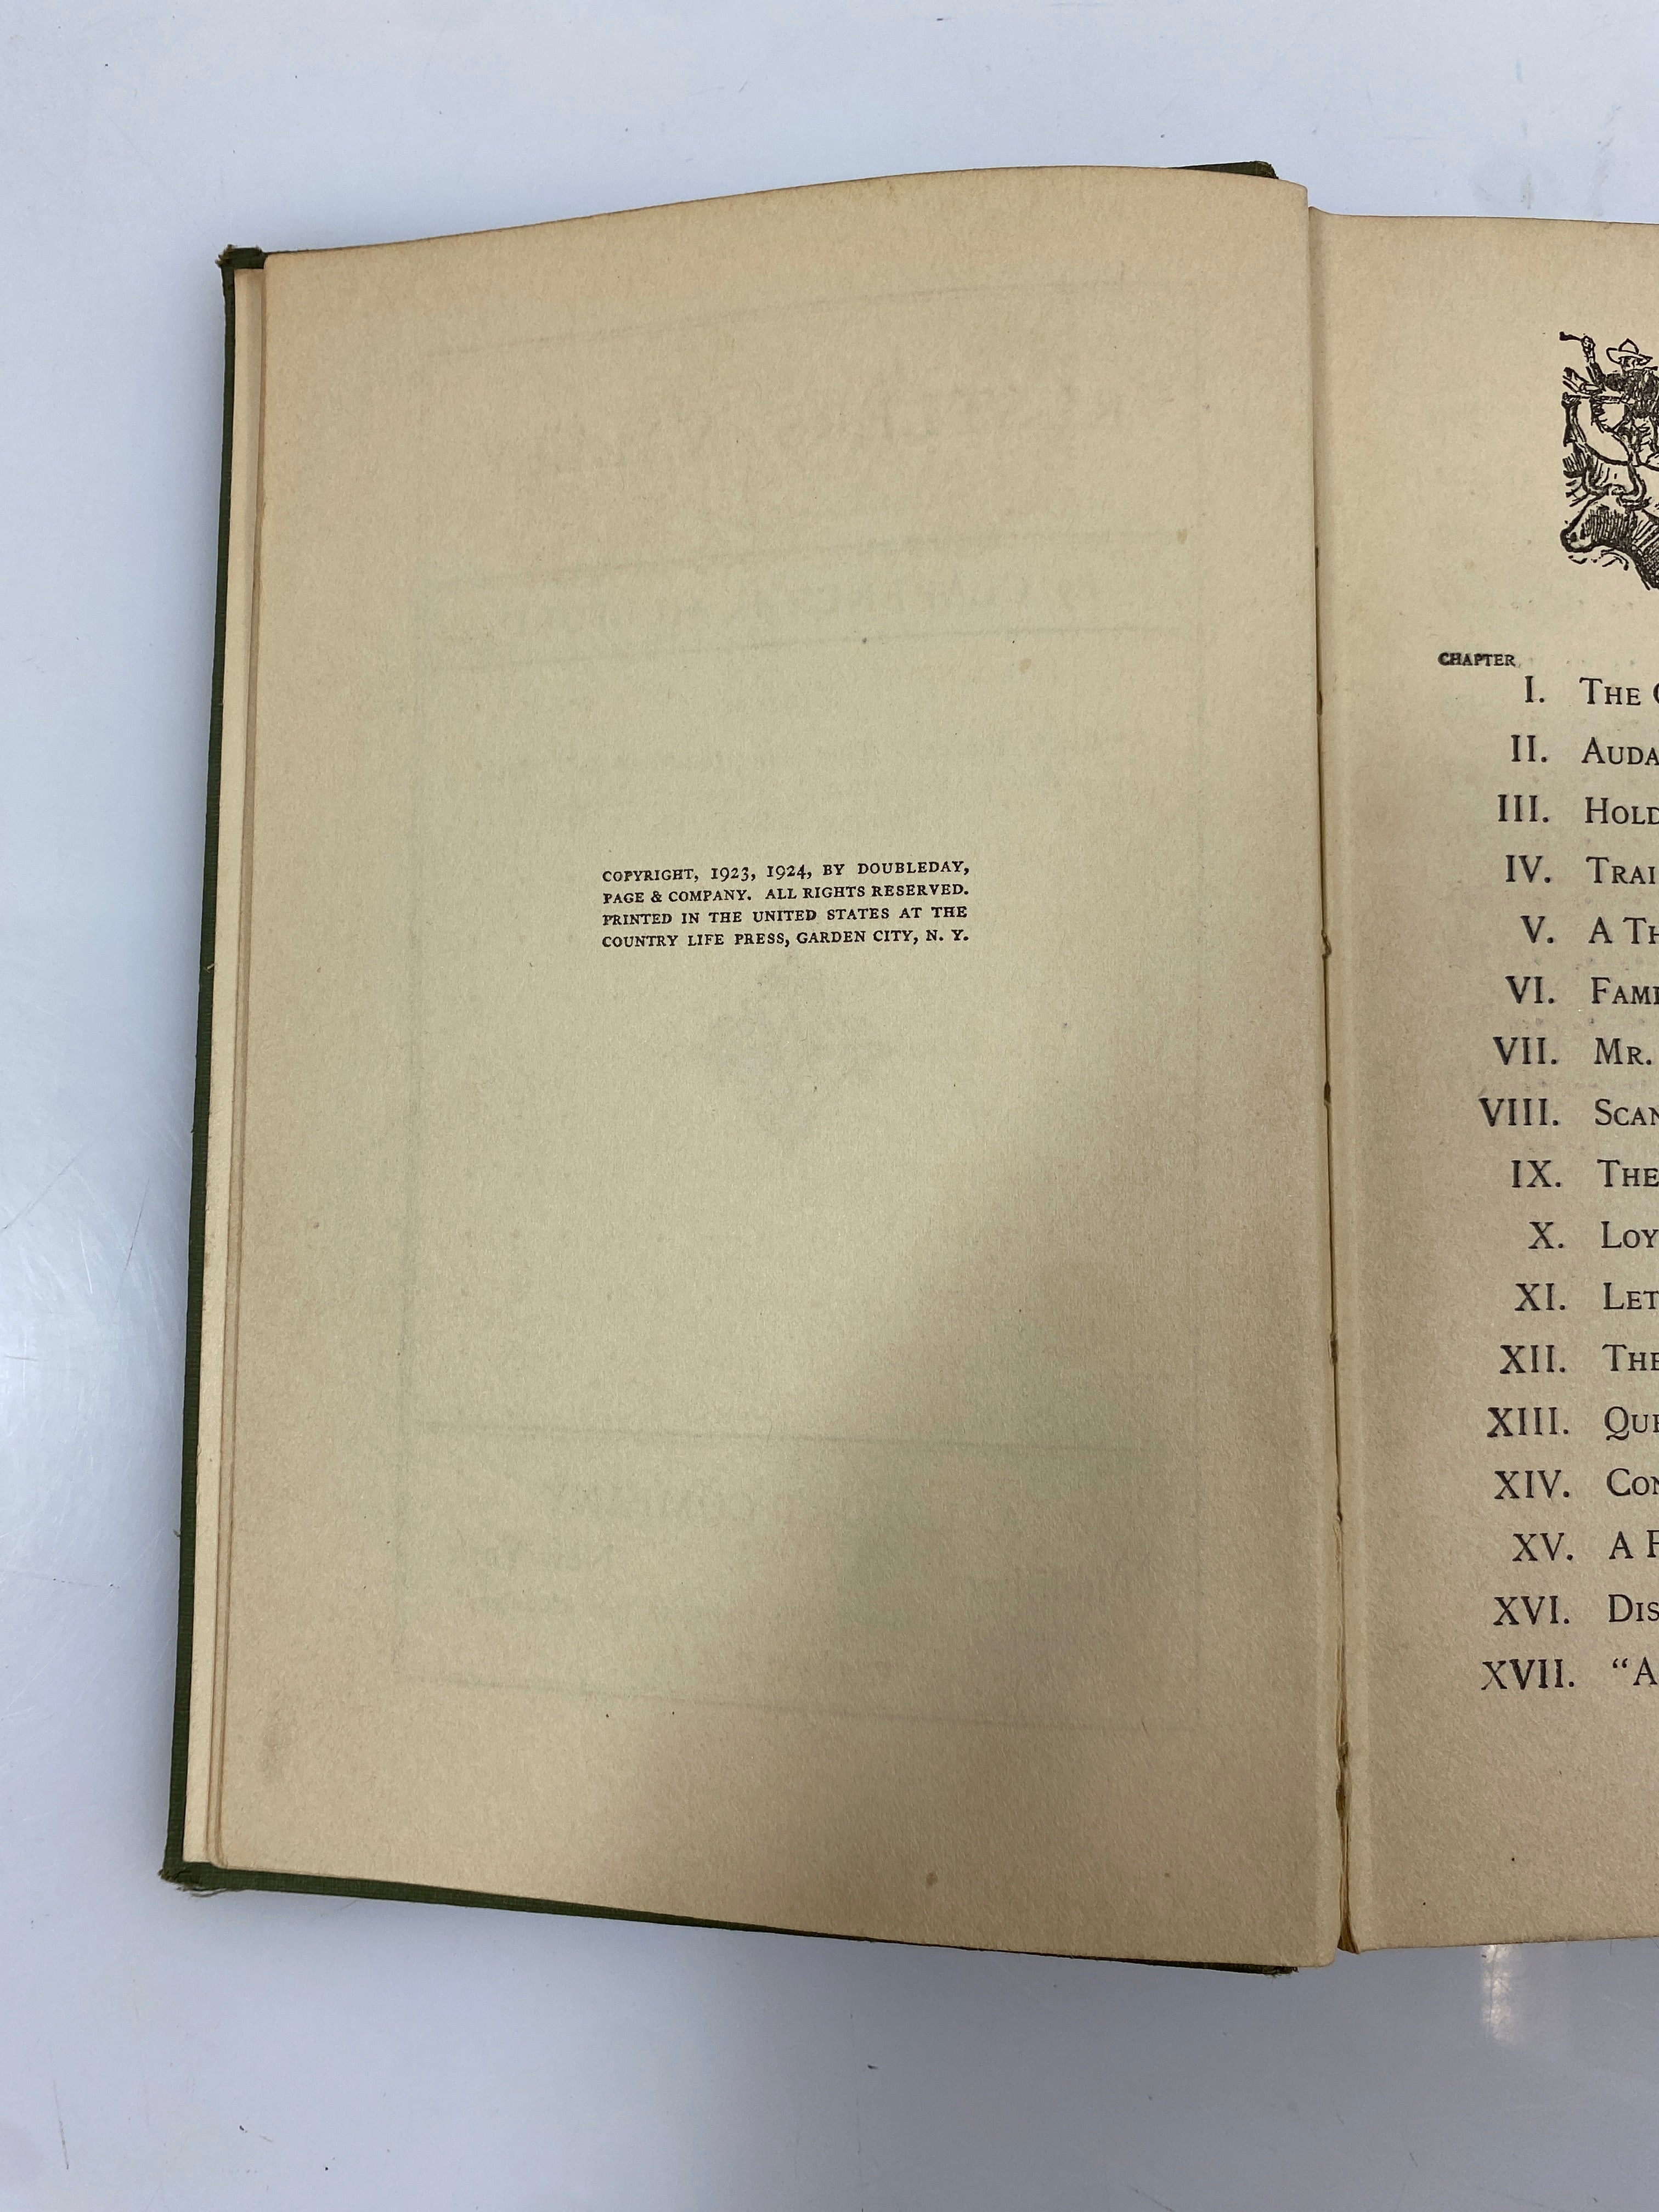 COPYRIGHT, 1923, 1924, BY DOUBLEDAY,
PAGE & COMPANY. ALL RIGHTS RESERVED.
PRINTED IN THE UNITED STATES AT THE
COUNTRY LIFE PRESS, GARDEN CITY, N. Y.
CHAPTER
I. THE
II. AUDA
III. HOLD
IV. TRAI
V. A TH
VI. FAM
VII. MR.
VIII. SCAN
IX. THE
X. LOY
XI. LET
XII. THE
XIII. QUE
XIV. CON
XV. A F
XVI. DIS
XVII. "A